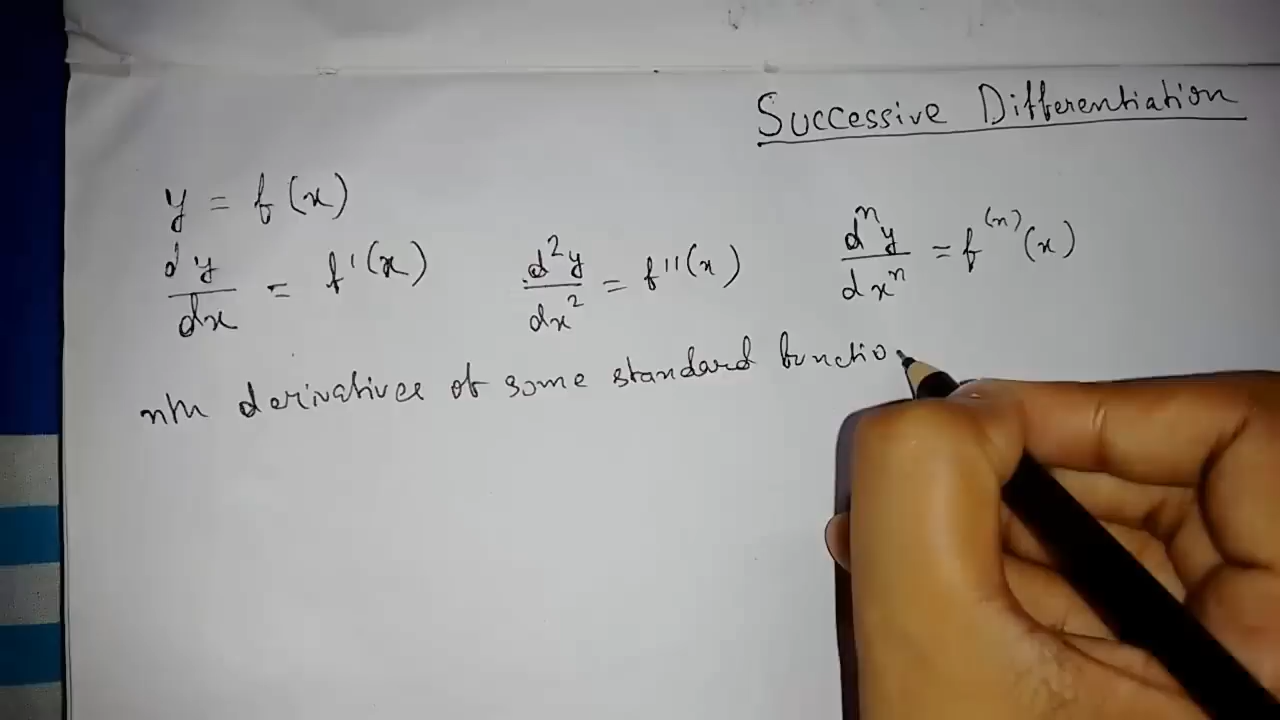 Successive Differentiation
y = f(x)
dy/dx = f'(x) d²y/dx² = f''(x) dⁿy/dxⁿ = f⁽ⁿ⁾(x)
nth derivatives of some standard functio